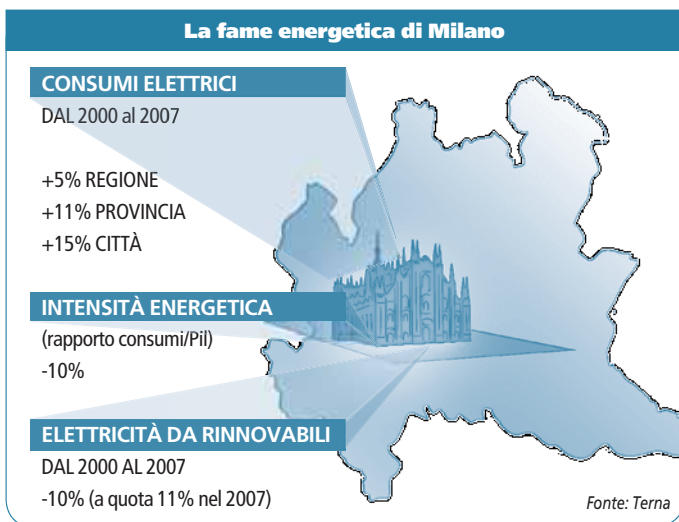 La fame energetica di Milano
CONSUMI ELETTRICI
DAL 2000 al 2007
+5% REGIONE
+11% PROVINCIA
+15% CITTÀ
INTENSITÀ ENERGETICA
(rapporto consumi/Pil)
-10%
ELETTRICITÀ DA RINNOVABILI
DAL 2000 AL 2007
-10% (a quota 11% nel 2007)
Fonte: Terna